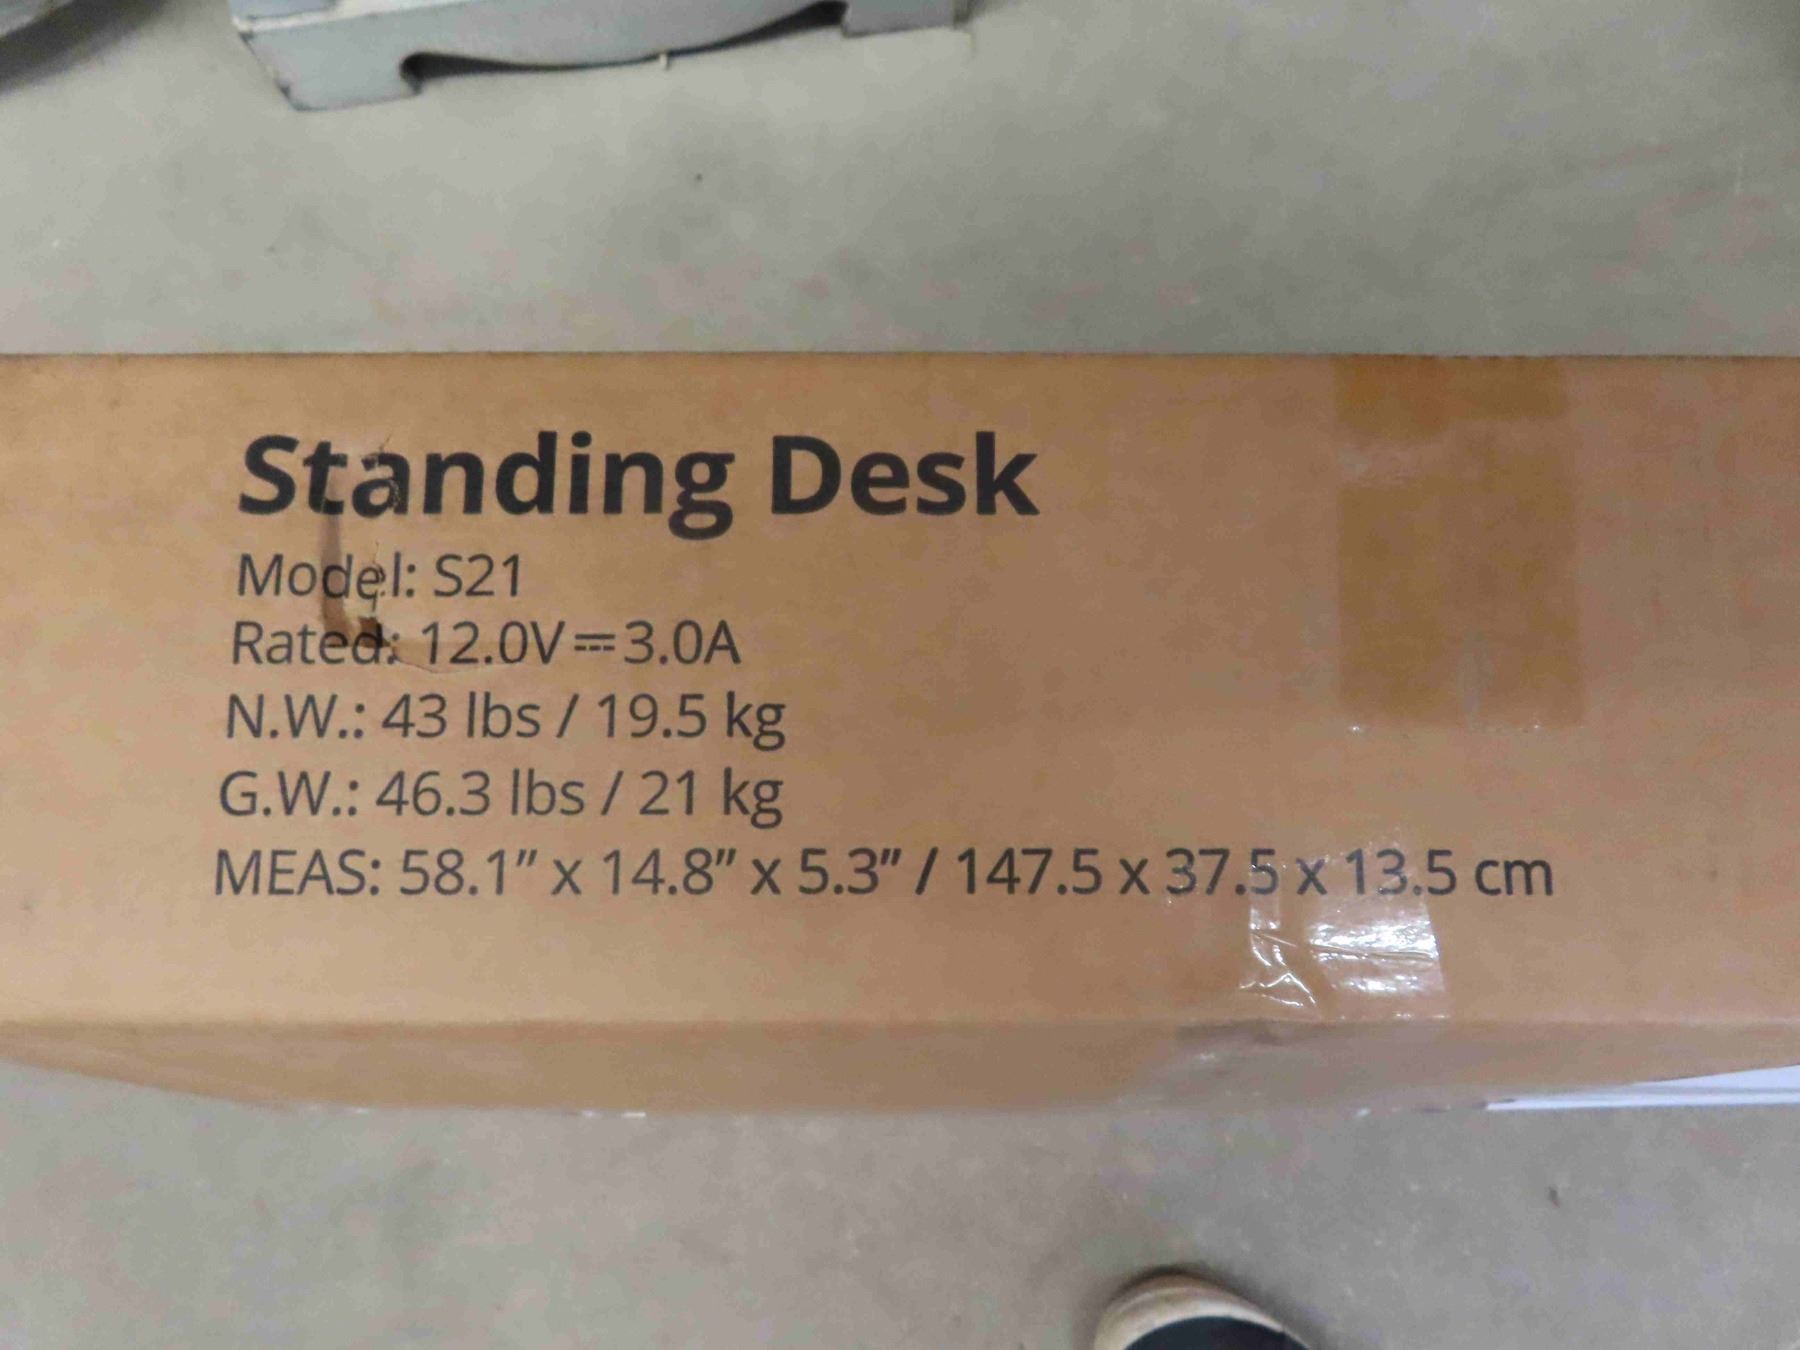 Standing Desk
Model: S21
Rated: 12.0V⎓3.0A
N.W.: 43 lbs / 19.5 kg
G.W.: 46.3 lbs / 21 kg
MEAS: 58.1” x 14.8” x 5.3” / 147.5 x 37.5 x 13.5 cm